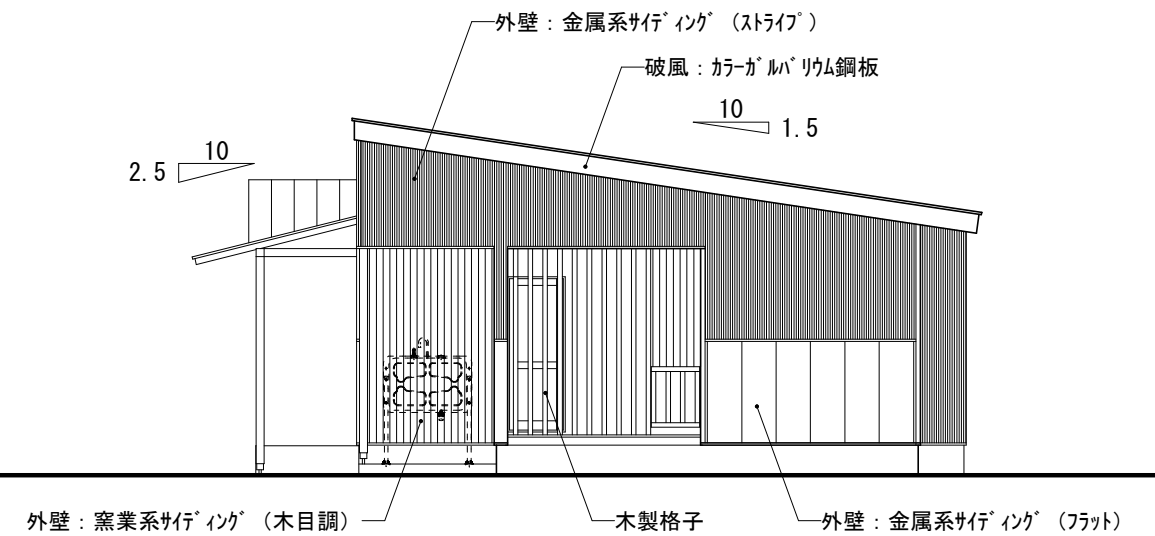 外壁：金属系ｻｲﾃﾞｨﾝｸﾞ（ｽﾄﾗｲﾌﾟ）
破風：ｶﾗｰｶﾞﾙﾊﾞﾘｳﾑ鋼板
10
1.5
10
2.5
外壁：窯業系ｻｲﾃﾞｨﾝｸﾞ（木目調）
木製格子
外壁：金属系ｻｲﾃﾞｨﾝｸﾞ（ﾌﾗｯﾄ）